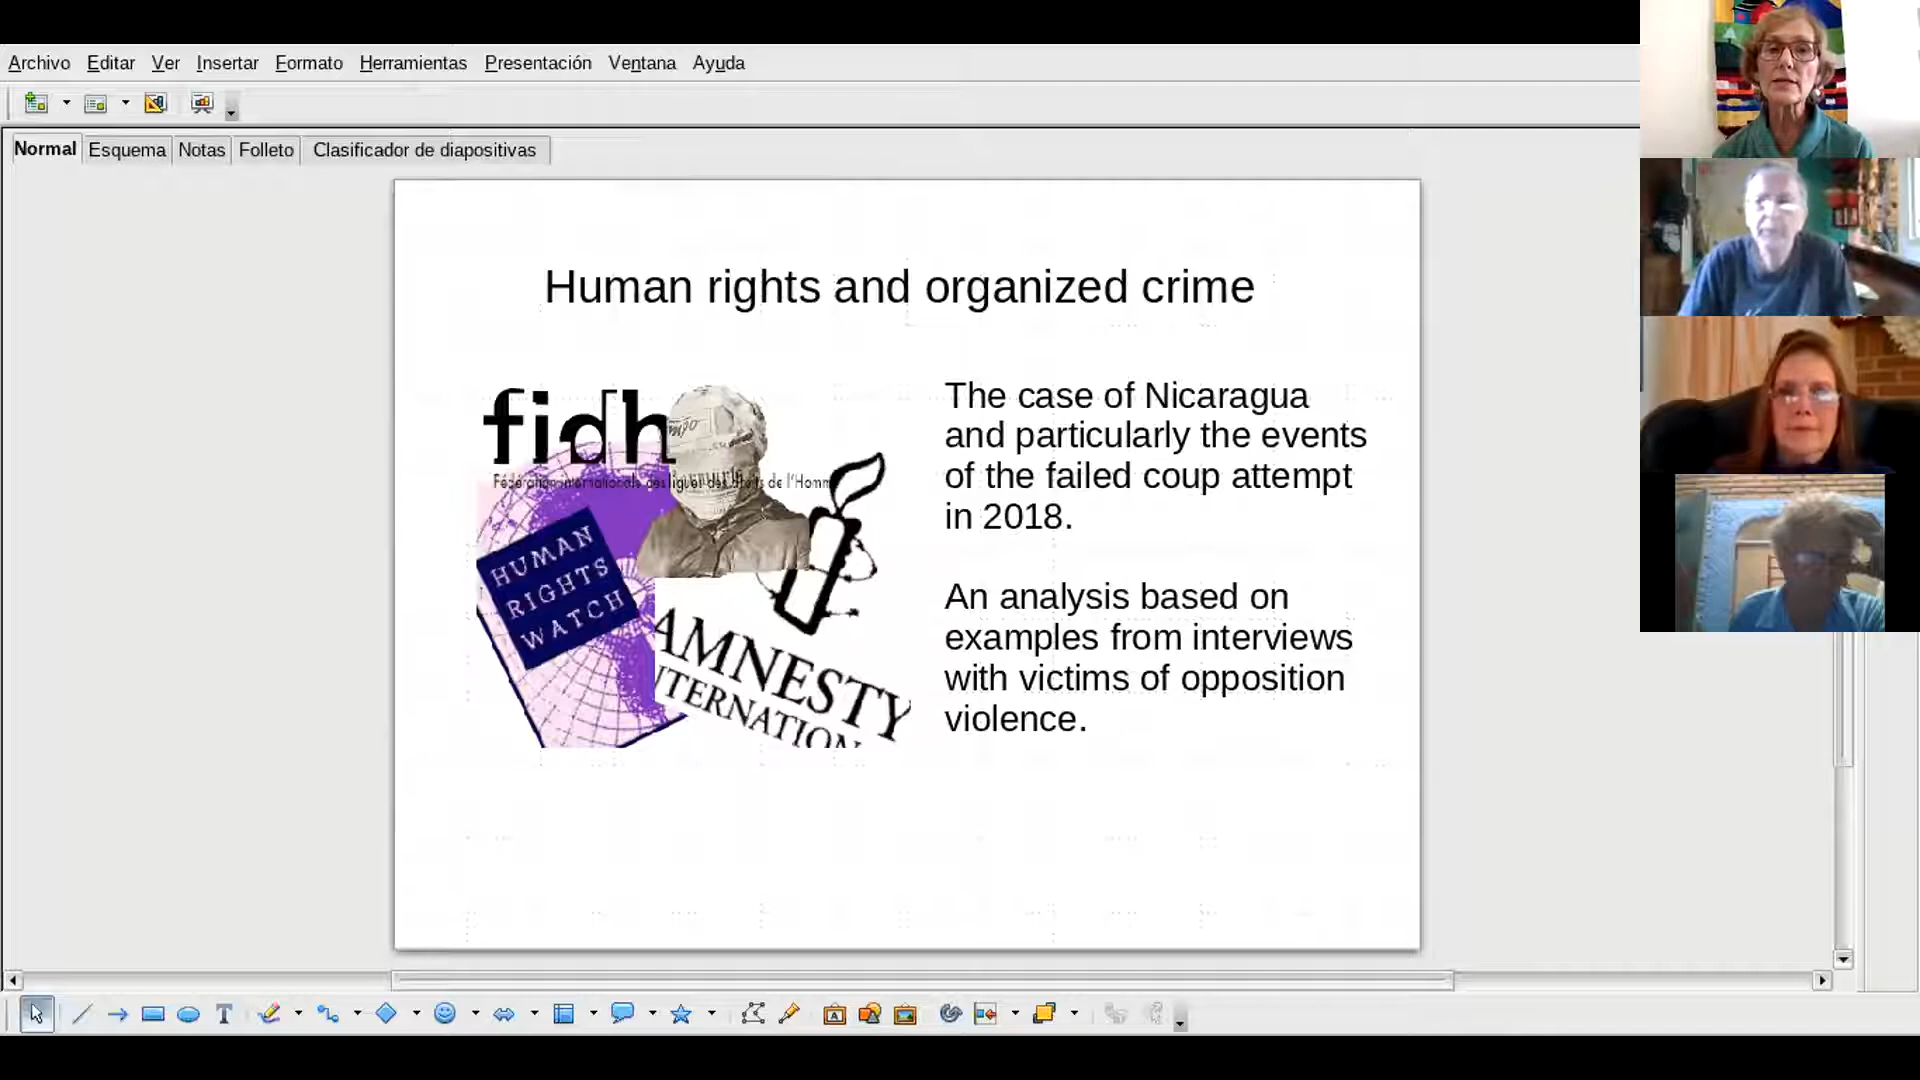 Archivo Editar Ver Insertar Formato Herramientas Presentación Ventana Ayuda
Normal Esquema Notas Folleto Clasificador de diapositivas
Human rights and organized crime
fidh
Fédération internationale des ligues des droits de l'Homme
HUMAN
RIGHTS
WATCH
AMNESTY
NTERNATION
The case of Nicaragua
and particularly the events
of the failed coup attempt
in 2018.
An analysis based on
examples from interviews
with victims of opposition
violence.